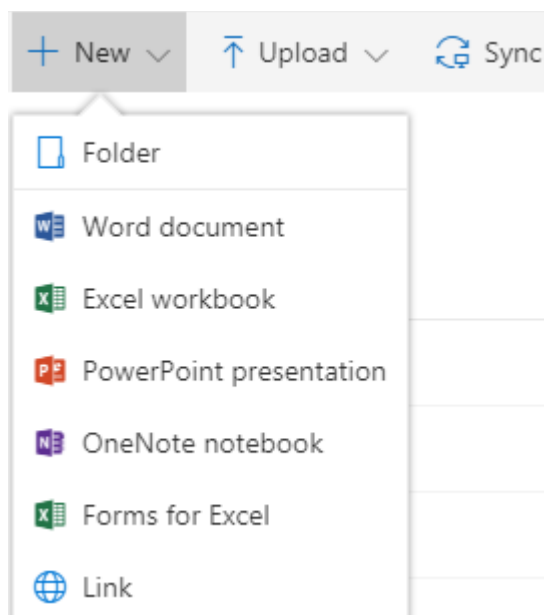 New Upload Sync
Folder
Word document
Excel workbook
PowerPoint presentation
OneNote notebook
Forms for Excel
Link